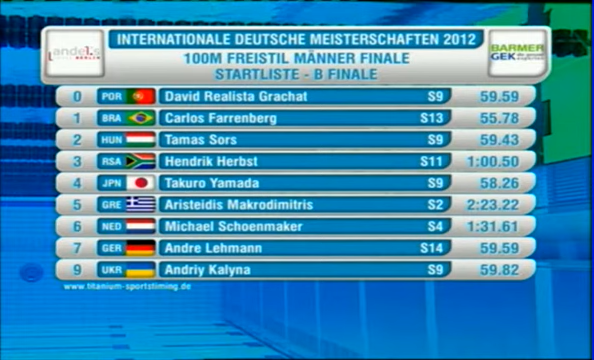 Landel's
BERLIN
INTERNATIONALE DEUTSCHE MEISTERSCHAFTEN 2012
100M FREISTIL MÄNNER FINALE
STARTLISTE - B FINALE
BARMER
GEK
0 POR David Realista Grachat S9 59.59
1 BRA Carlos Farrenberg S13 55.78
2 HUN Tamas Sors S9 59.43
3 RSA Hendrik Herbst S11 1:00.50
4 JPN Takuro Yamada S9 58.26
5 GRE Aristeidis Makrodimitris S2 2:23.22
6 NED Michael Schoenmaker S4 1:31.61
7 GER Andre Lehmann S14 59.59
9 UKR Andriy Kalyna S9 59.82
www.titanium-sportstiming.de